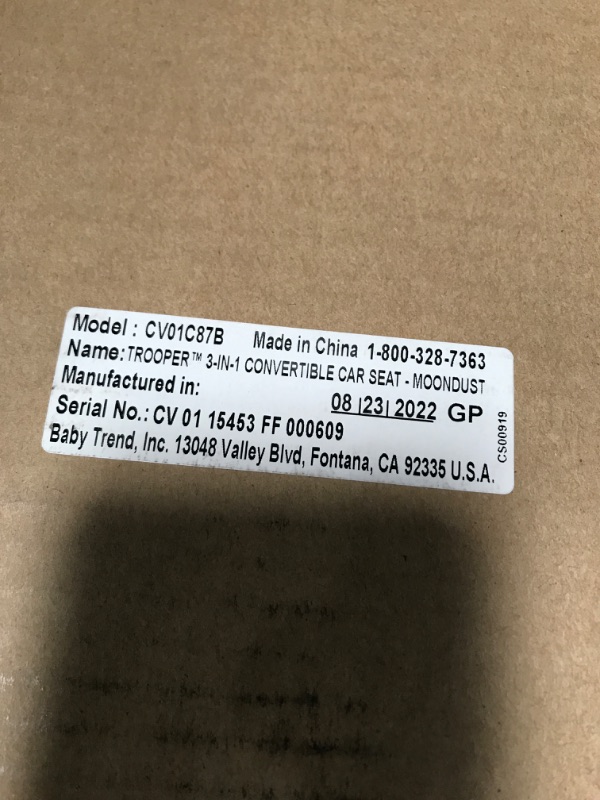 Model : CV01C87B Made in China 1-800-328-7363
Name: TROOPER™ 3-IN-1 CONVERTIBLE CAR SEAT - MOONDUST
Manufactured in: 08 |23| 2022 GP
Serial No.: CV 01 15453 FF 000609
Baby Trend, Inc. 13048 Valley Blvd, Fontana, CA 92335 U.S.A.
CS00919